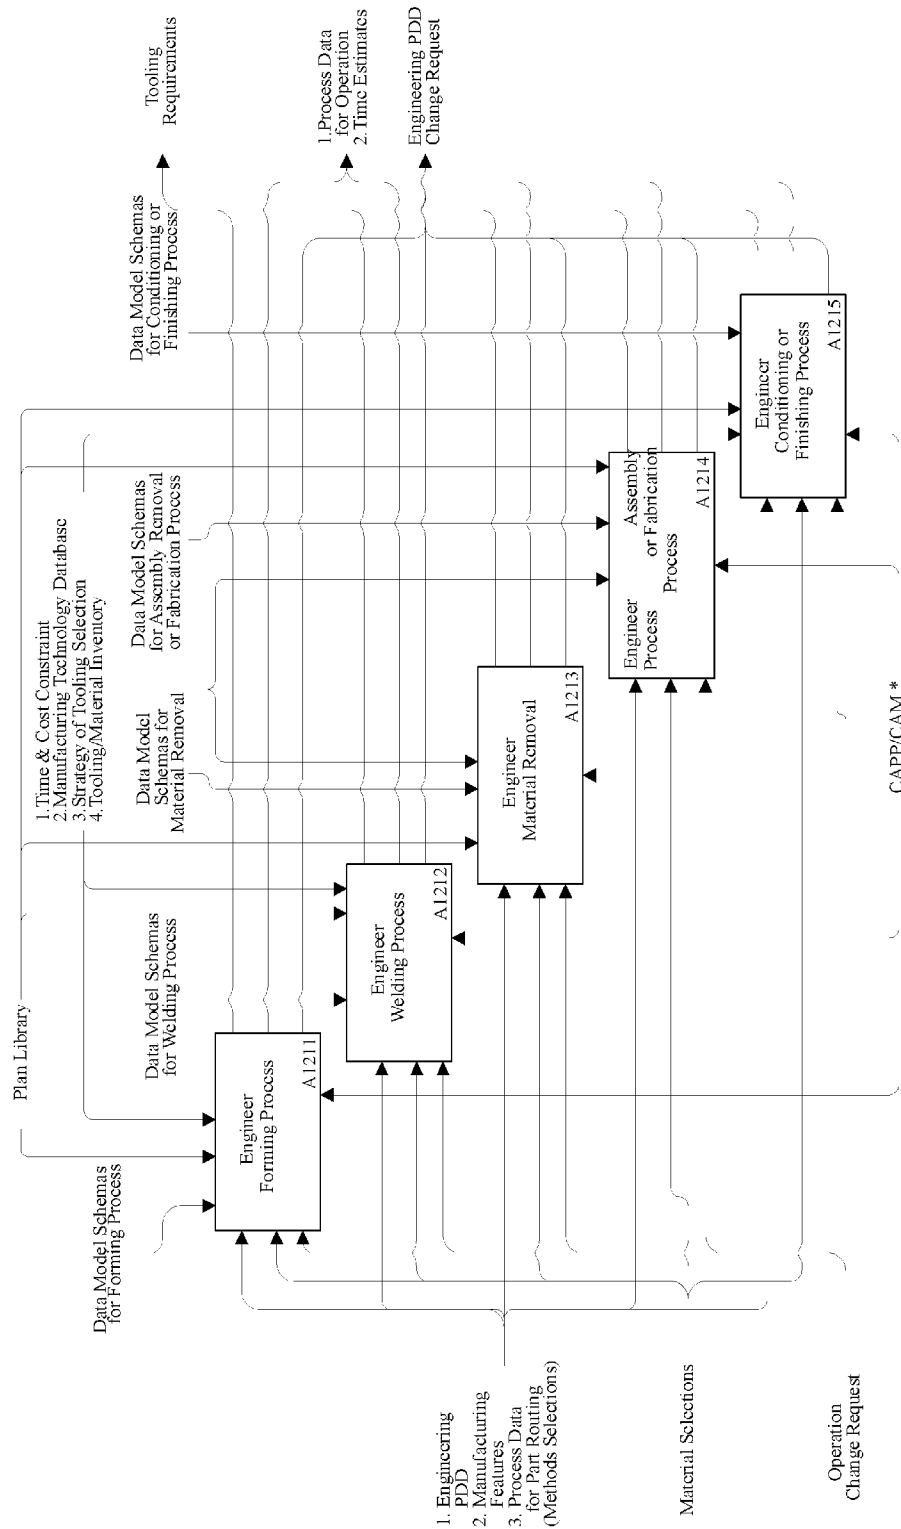 Plan Library
1.Time & Cost Constraint
2.Manufacturing Technology Database
3.Strategy of Tooling Selection
4.Tooling/Material Inventory
Data Model Schemas
for Forming Process
Data Model Schemas
for Welding Process
Data Model
Schemas for
Material Removal
Data Model Schemas
for Assembly Removal
or Fabrication Process
Data Model Schemas
for Conditioning or
Finishing Process
Tooling
Requirements
1.Process Data
for Operation
2.Time Estimates
Engineering PDD
Change Request
Engineer
Forming Process
A1211
Engineer
Welding Process
A1212
Engineer
Material Removal
A1213
Engineer Assembly
Process or Fabrication
Process
A1214
Engineer
Conditioning or
Finishing Process
A1215
1. Engineering
PDD
2. Manufacturing
Features
3. Process Data
for Part Routing
(Methods Selections)
Material Selections
Operation
Change Request
CAPP/CAM *